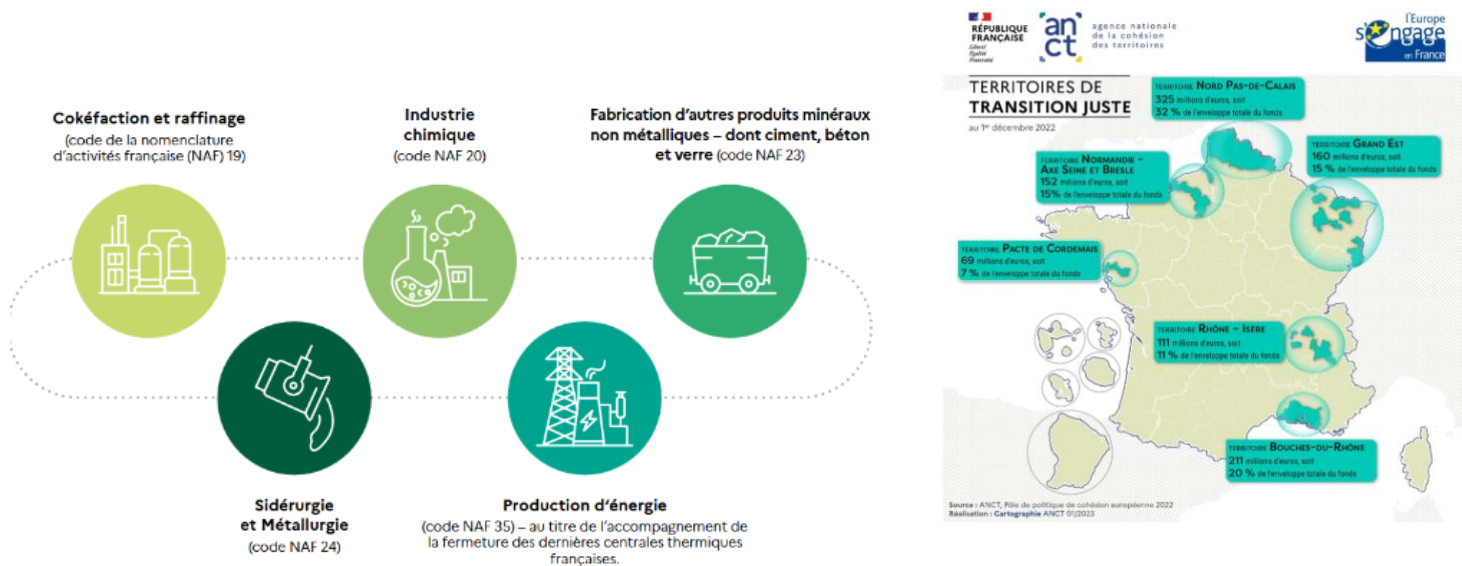 Cokéfaction et raffinage
(code de la nomenclature
d'activités française (NAF) 19)
Industrie
chimique
(code NAF 20)
Fabrication d'autres produits minéraux
non métalliques – dont ciment, béton
et verre (code NAF 23)
Sidérurgie
et Métallurgie
(code NAF 24)
Production d'énergie
(code NAF 35) – au titre de l'accompagnement de
la fermeture des dernières centrales thermiques
françaises.
RÉPUBLIQUE
FRANÇAISE
Liberté
Égalité
Fraternité
an
ct
agence nationale
de la cohésion
des territoires
l'Europe
s'engage
en France
TERRITOIRES DE
TRANSITION JUSTE
au 1er décembre 2022
TERRITOIRE NORD PAS-DE-CALAIS
325 millions d'euros, soit
32 % de l'enveloppe totale du fonds
TERRITOIRE GRAND EST
160 millions d'euros, soit
15 % de l'enveloppe totale du fonds
TERRITOIRE NORMANDIE –
AXE SEINE ET BRESLE
152 millions d'euros, soit
15% de l'enveloppe totale du fonds
TERRITOIRE PACTE DE CORDEMAIS
69 millions d'euros, soit
7 % de l'enveloppe totale du fonds
TERRITOIRE RHÔNE – ISÈRE
111 millions d'euros, soit
11 % de l'enveloppe totale du fonds
TERRITOIRE BOUCHES-DU-RHÔNE
211 millions d'euros, soit
20 % de l'enveloppe totale du fonds
Source : ANCT, Pôle de politique de cohésion européenne 2022
Réalisation : Cartographie ANCT 01/2023